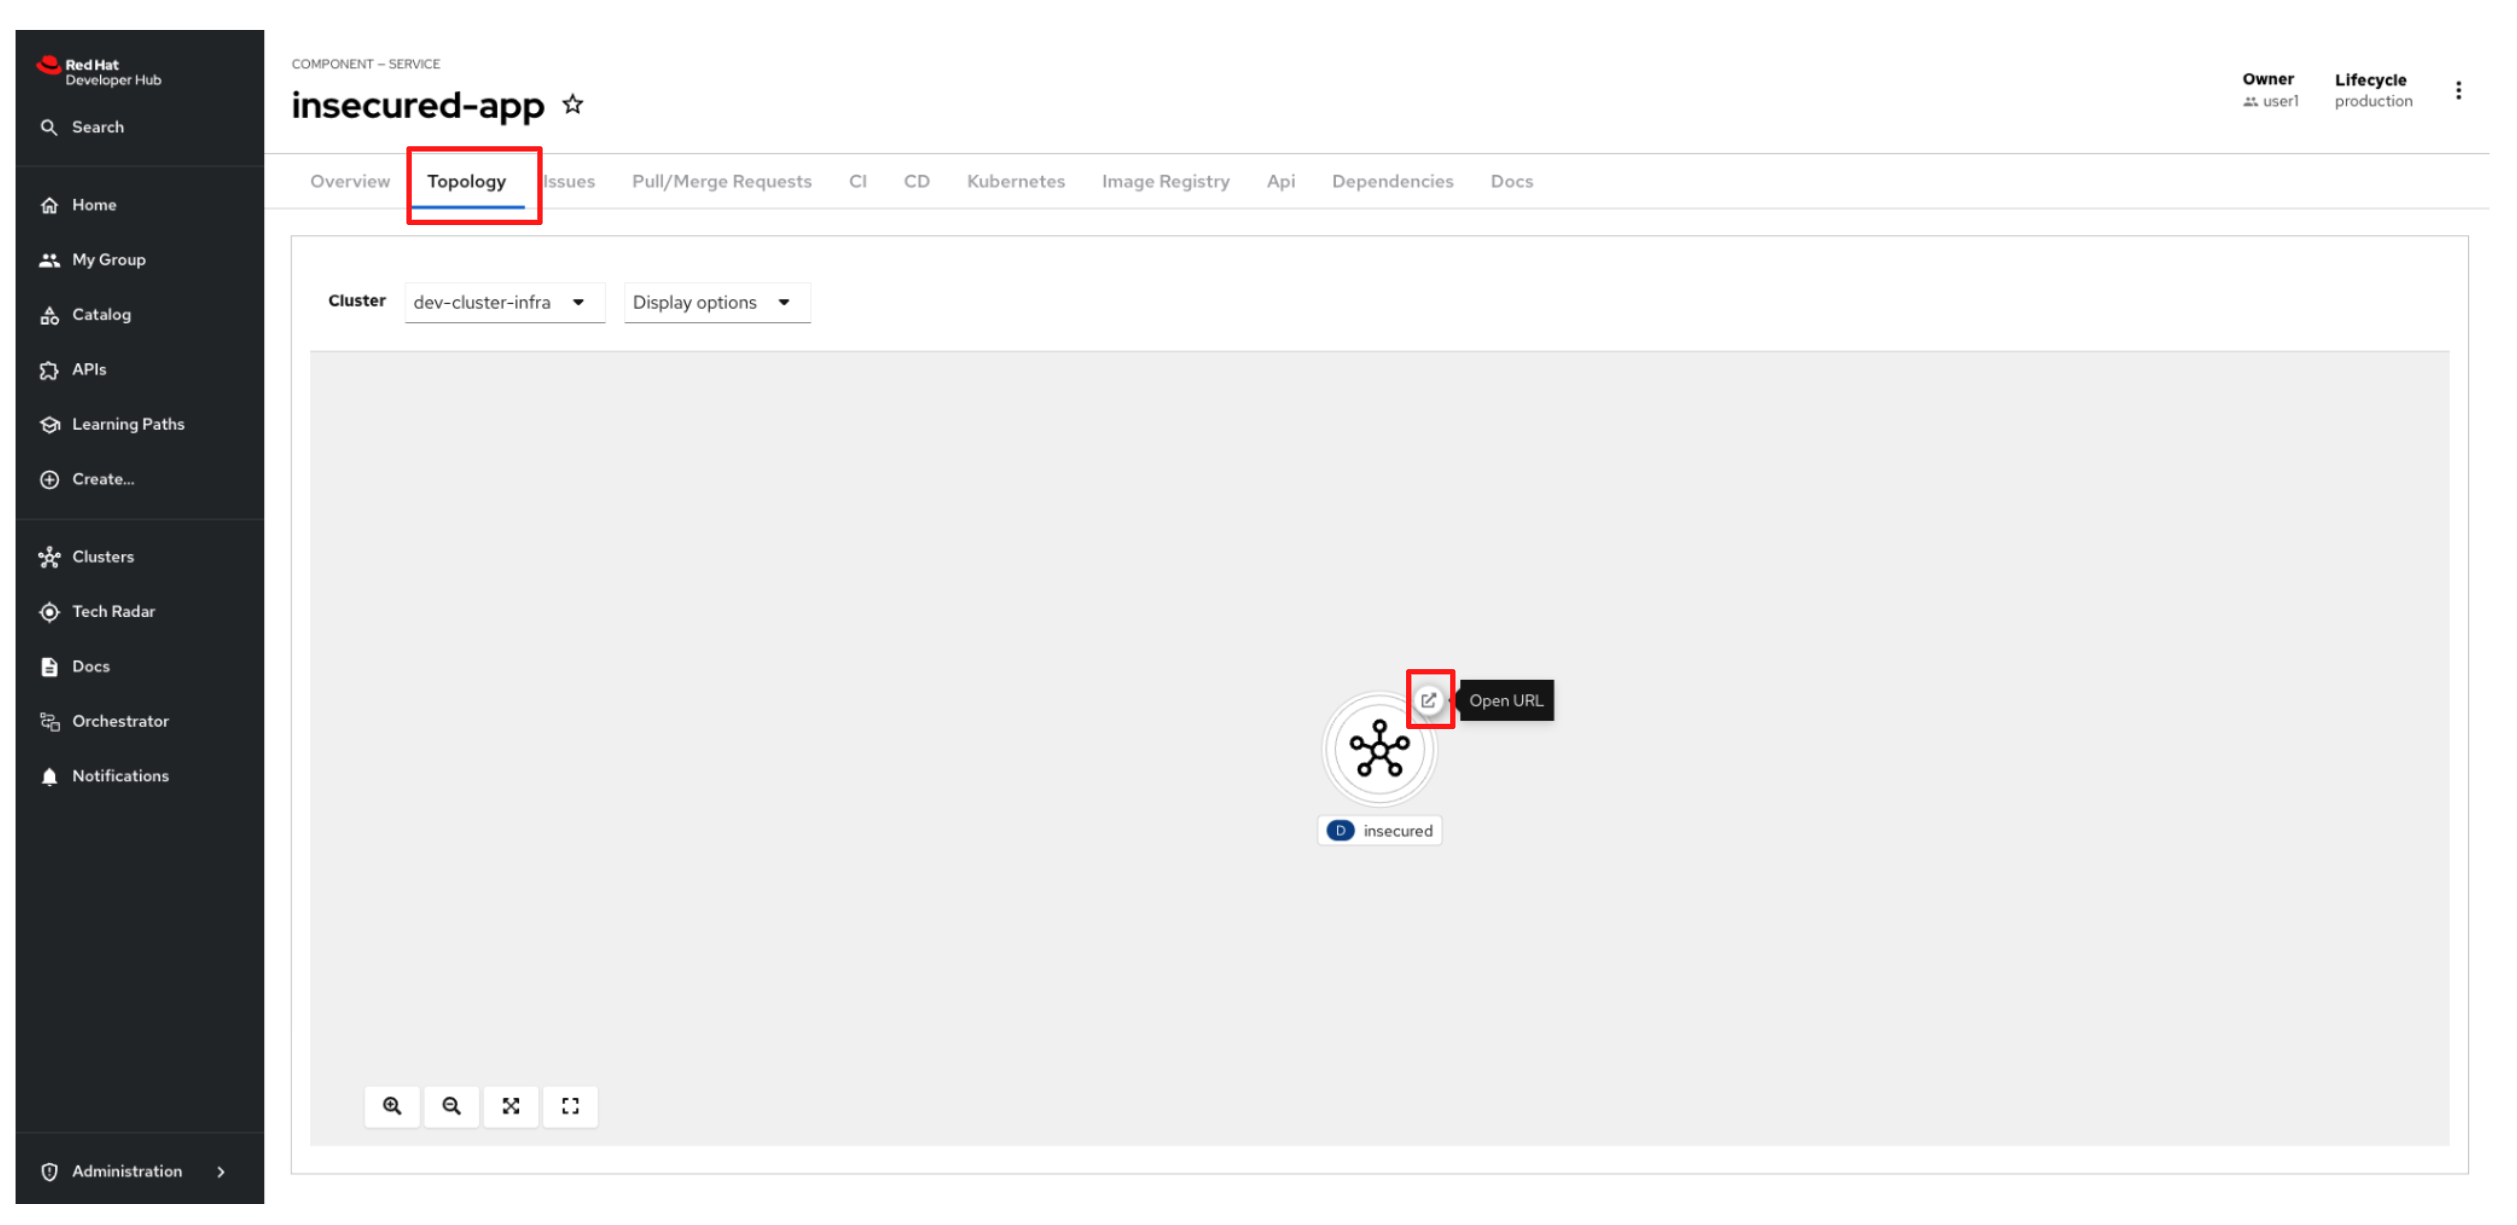 Red Hat
Developer Hub
Search
Home
My Group
Catalog
APIs
Learning Paths
Create...
Clusters
Tech Radar
Docs
Orchestrator
Notifications
Administration
COMPONENT — SERVICE
insecured-app
Owner
user1
Lifecycle
production
Overview Topology Issues Pull/Merge Requests CI CD Kubernetes Image Registry Api Dependencies Docs
Cluster dev-cluster-infra Display options
Open URL
D insecured